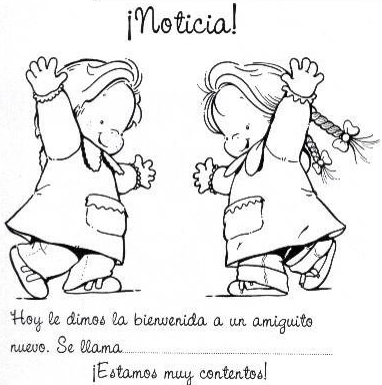 ¡Noticia!
Hoy le dimos la bienvenida a un amiguito
nuevo. Se llama..............................
¡Estamos muy contentos!